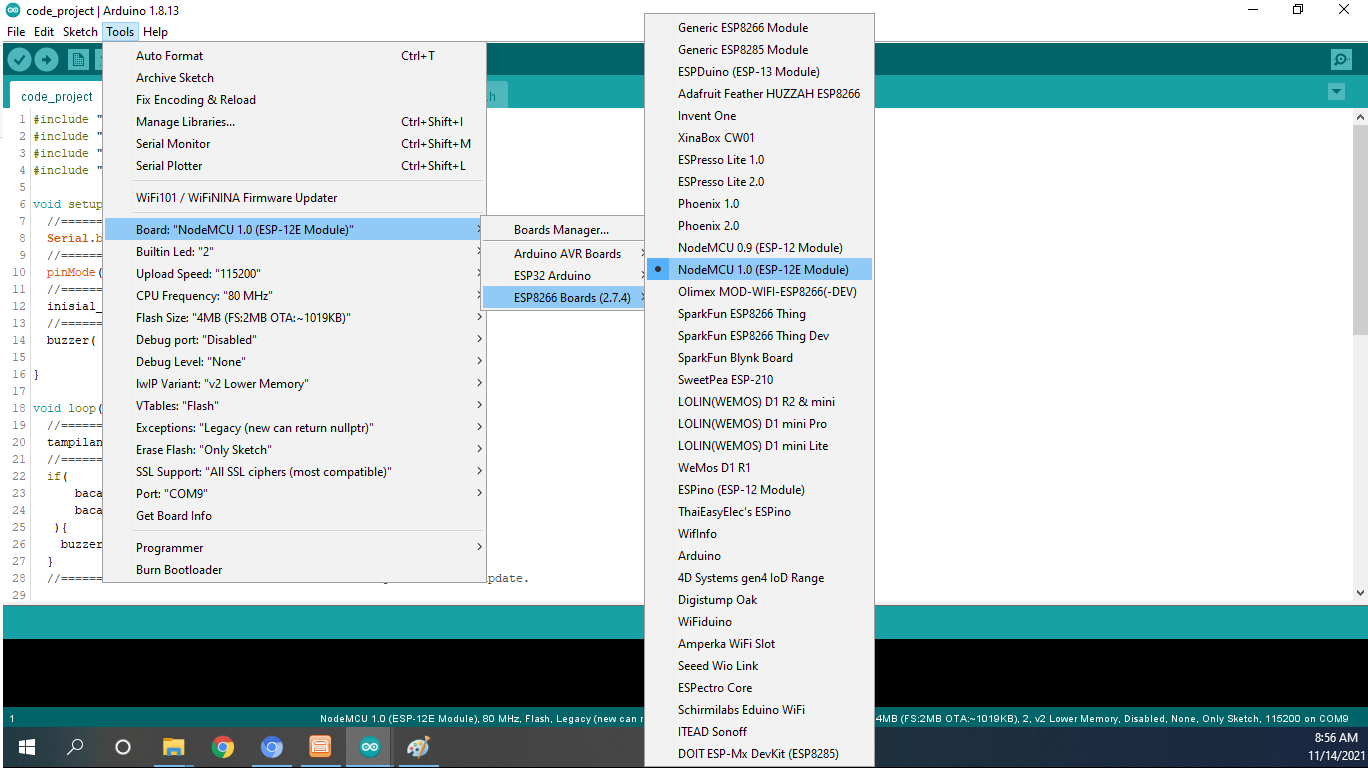 code_project | Arduino 1.8.13
File Edit Sketch Tools Help
Auto Format Ctrl+T
Archive Sketch
Fix Encoding & Reload
Manage Libraries... Ctrl+Shift+I
Serial Monitor Ctrl+Shift+M
Serial Plotter Ctrl+Shift+L
WiFi101 / WiFiNINA Firmware Updater
Board: "NodeMCU 1.0 (ESP-12E Module)"
Builtin Led: "2"
Upload Speed: "115200"
CPU Frequency: "80 MHz"
Flash Size: "4MB (FS:2MB OTA:~1019KB)"
Debug port: "Disabled"
Debug Level: "None"
IwIP Variant: "v2 Lower Memory"
VTables: "Flash"
Exceptions: "Legacy (new can return nullptr)"
Erase Flash: "Only Sketch"
SSL Support: "All SSL ciphers (most compatible)"
Port: "COM9"
Get Board Info
Programmer
Burn Bootloader
Boards Manager...
Arduino AVR Boards
ESP32 Arduino
ESP8266 Boards (2.7.4)
Generic ESP8266 Module
Generic ESP8285 Module
ESPDuino (ESP-13 Module)
Adafruit Feather HUZZAH ESP8266
Invent One
XinaBox CW01
ESPresso Lite 1.0
ESPresso Lite 2.0
Phoenix 1.0
Phoenix 2.0
NodeMCU 0.9 (ESP-12 Module)
NodeMCU 1.0 (ESP-12E Module)
Olimex MOD-WIFI-ESP8266(-DEV)
SparkFun ESP8266 Thing
SparkFun ESP8266 Thing Dev
SparkFun Blynk Board
SweetPea ESP-210
LOLIN(WEMOS) D1 R2 & mini
LOLIN(WEMOS) D1 mini Pro
LOLIN(WEMOS) D1 mini Lite
WeMos D1 R1
ESPino (ESP-12 Module)
ThaiEasyElec's ESPino
WifInfo
Arduino
4D Systems gen4 IoD Range
Digistump Oak
WiFiduino
Amperka WiFi Slot
Seeed Wio Link
ESPectro Core
Schirmilabs Eduino WiFi
ITEAD Sonoff
DOIT ESP-Mx DevKit (ESP8285)
code_project .h
1 #include "
2 #include "
3 #include "
4 #include "
5
6 void setup
7 //======
8 Serial.b
9 //======
10 pinMode(
11 //======
12 inisial_
13 //======
14 buzzer(
15
16 }
17
18 void loop(
19 //======
20 tampilan
21 //======
22 if(
23 baca
24 baca
25 ){
26 buzzer
27 }
28 //====== pdate.
29
1 NodeMCU 1.0 (ESP-12E Module), 80 MHz, Flash, Legacy (new can r 4MB (FS:2MB OTA:~1019KB), 2, v2 Lower Memory, Disabled, None, Only Sketch, 115200 on COM9
8:56 AM
11/14/2021